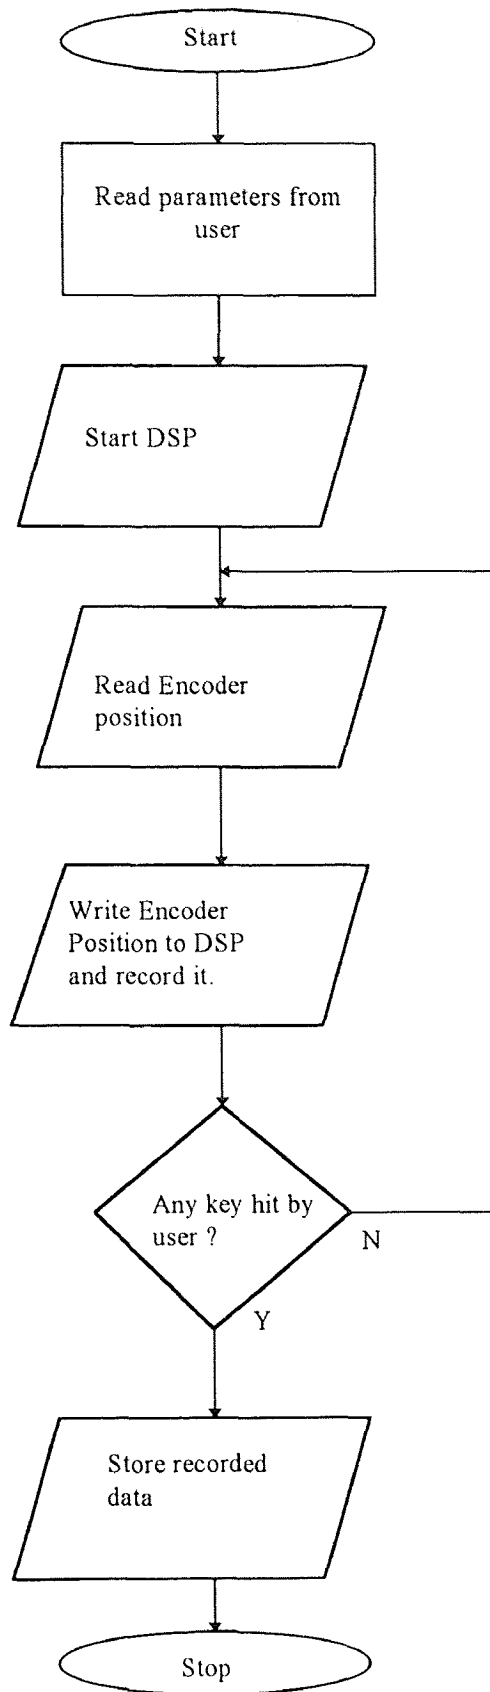 Start
Read parameters from
user
Start DSP
Read Encoder
position
Write Encoder
Position to DSP
and record it.
Any key hit by
user ?
N
Y
Store recorded
data
Stop